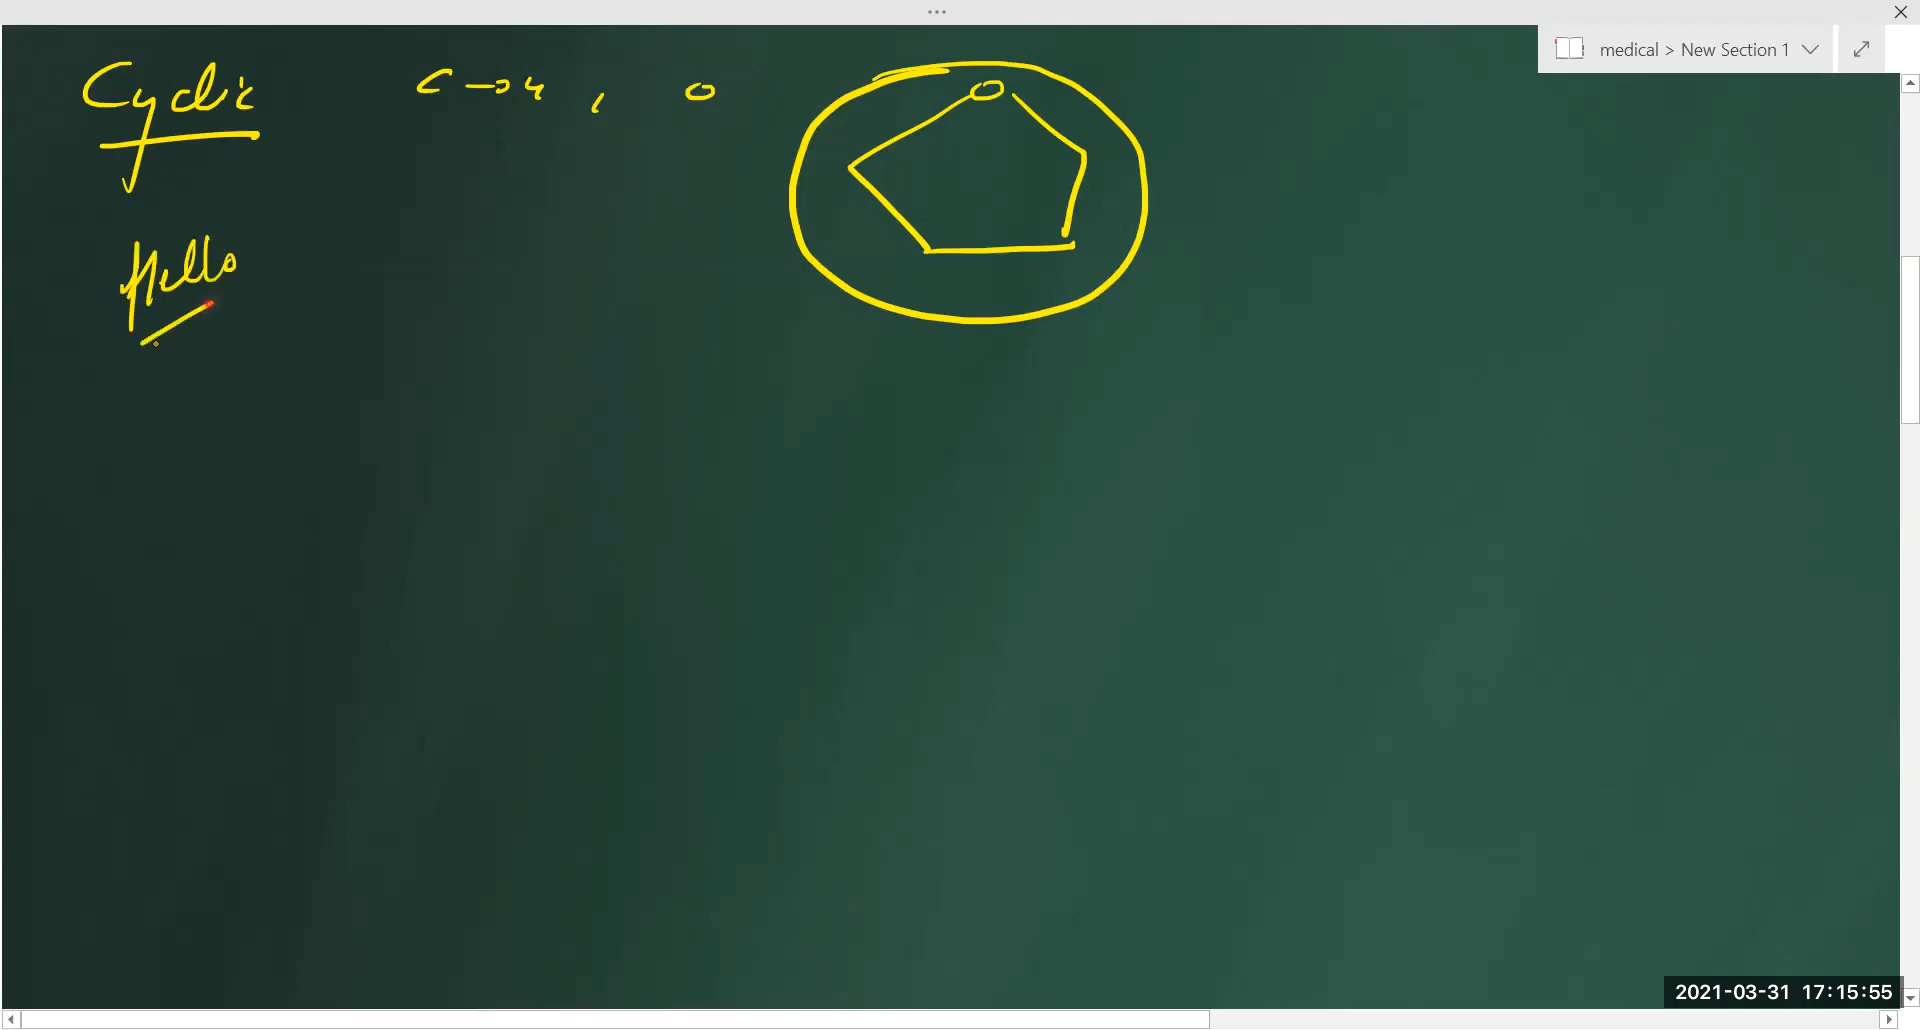 medical > New Section 1
Cyclic C → 4 , O
O
Hello
2021-03-31 17:15:55